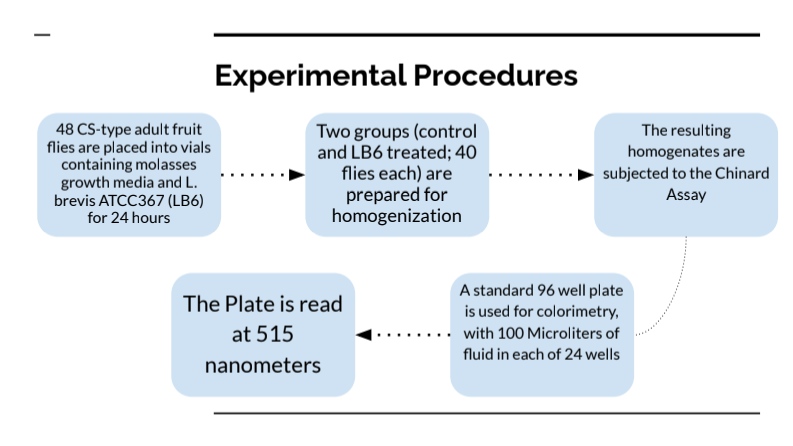 Experimental Procedures
48 CS-type adult fruit
flies are placed into vials
containing molasses
growth media and L.
brevis ATCC367 (LB6)
for 24 hours
Two groups (control
and LB6 treated; 40
flies each) are
prepared for
homogenization
The resulting
homogenates are
subjected to the Chinard
Assay
A standard 96 well plate
is used for colorimetry,
with 100 Microliters of
fluid in each of 24 wells
The Plate is read
at 515
nanometers